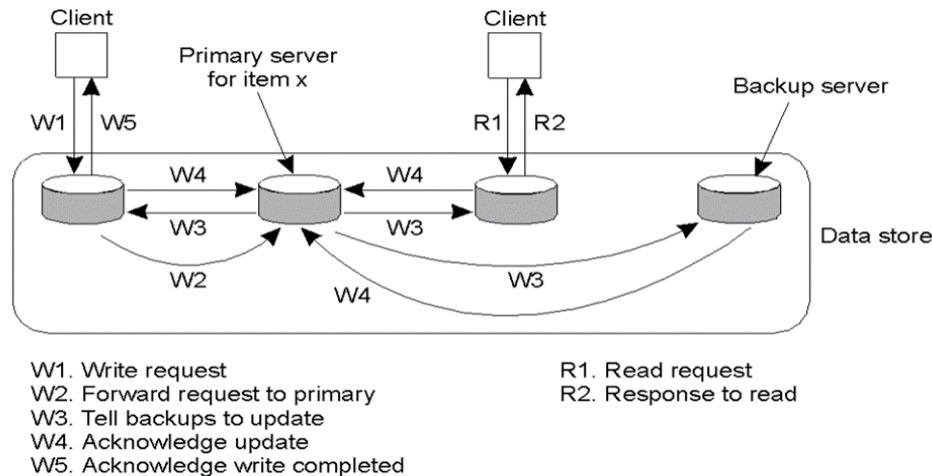 Client
Client
Primary server
for item x
Backup server
W1
W5
R1
R2
W4
W4
W3
W3
Data store
W2
W3
W4
W1. Write request
W2. Forward request to primary
W3. Tell backups to update
W4. Acknowledge update
W5. Acknowledge write completed
R1. Read request
R2. Response to read